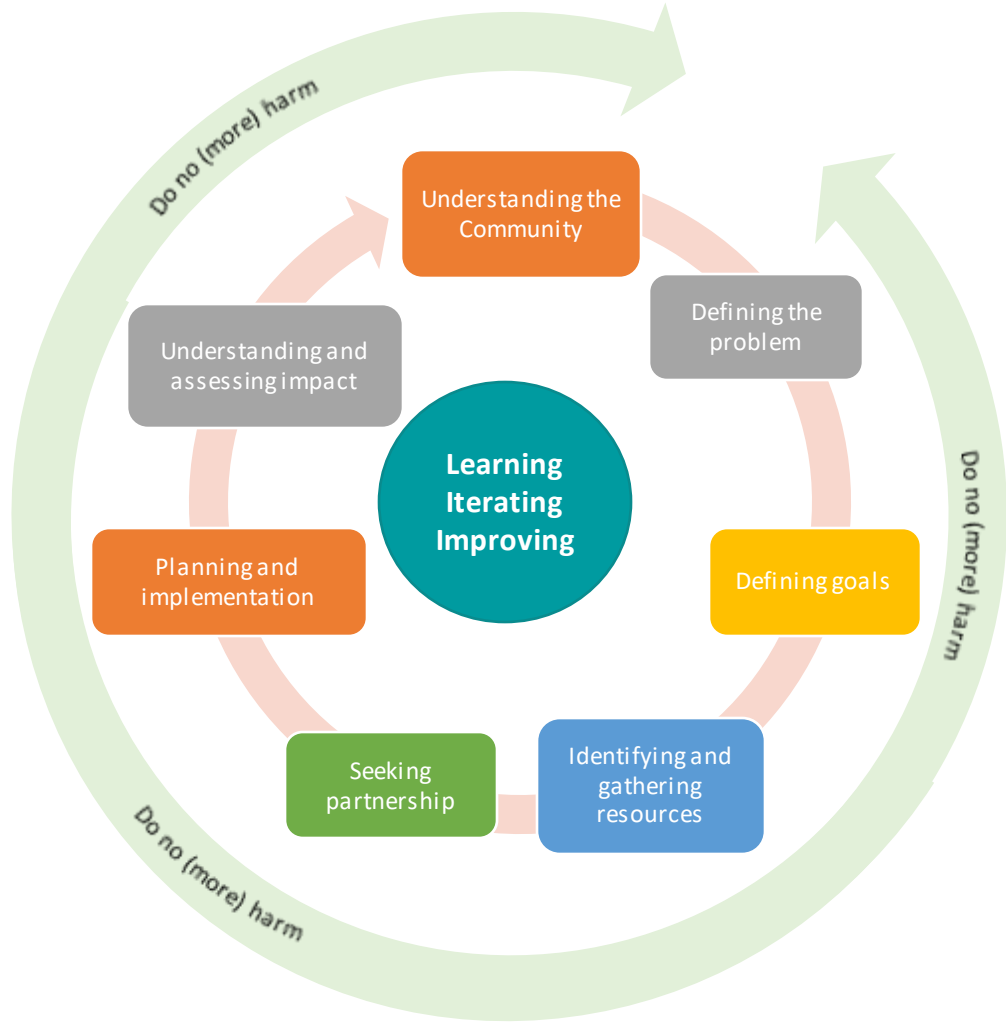 Do no (more) harm
Understanding the
Community
Defining the
problem
Understanding and
assessing impact
Learning
Iterating
Improving
Do no (more) harm
Planning and
implementation
Defining goals
Identifying and
gathering
resources
Seeking
partnership
Do no (more) harm